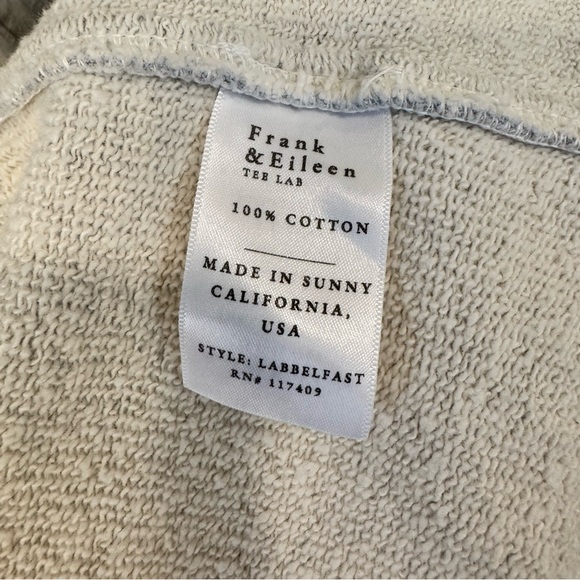 Frank
&Eileen
TEE LAB
100% COTTON
MADE IN SUNNY
CALIFORNIA,
USA
STYLE: LABBELFAST
RN# 117409